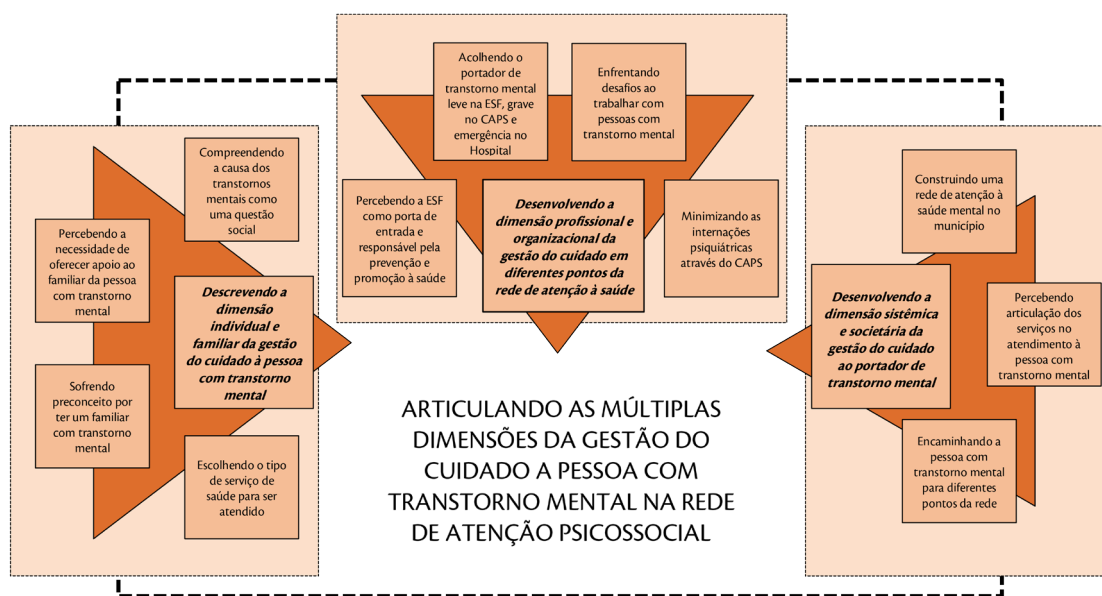 Compreendendo
a causa dos
transtornos
mentais como
uma questão
social
Percebendo a
necessidade de
oferecer apoio ao
familiar da pessoa
com transtorno
mental
Descrevendo a
dimensão
individual e
familiar da gestão
do cuidado à pessoa
com transtorno
mental
Sofrendo
preconceito por
ter um familiar
com transtorno
mental
Escolhendo o tipo
de serviço de
saúde para ser
atendido
Acolhendo o
portador de
transtorno mental
leve na ESF, grave
no CAPS e
emergência no
Hospital
Enfrentando
desafios ao
trabalhar com
pessoas com
transtorno mental
Percebendo a ESF
como porta de
entrada e
responsável pela
prevenção e
promoção à saúde
Desenvolvendo a
dimensão profissional e
organizacional da
gestão do cuidado em
diferentes pontos da
rede de atenção à saúde
Minimizando as
internações
psiquiátricas
através do CAPS
Construindo uma
rede de atenção à
saúde mental no
município
Desenvolvendo a
dimensão sistêmica
e societária da
gestão do cuidado
ao portador de
transtorno mental
Percebendo
articulação dos
serviços no
atendimento à
pessoa com
transtorno mental
Encaminhando a
pessoa com
transtorno mental
para diferentes
pontos da rede
ARTICULANDO AS MÚLTIPLAS
DIMENSÕES DA GESTÃO DO
CUIDADO A PESSOA COM
TRANSTORNO MENTAL NA REDE
DE ATENÇÃO PSICOSSOCIAL